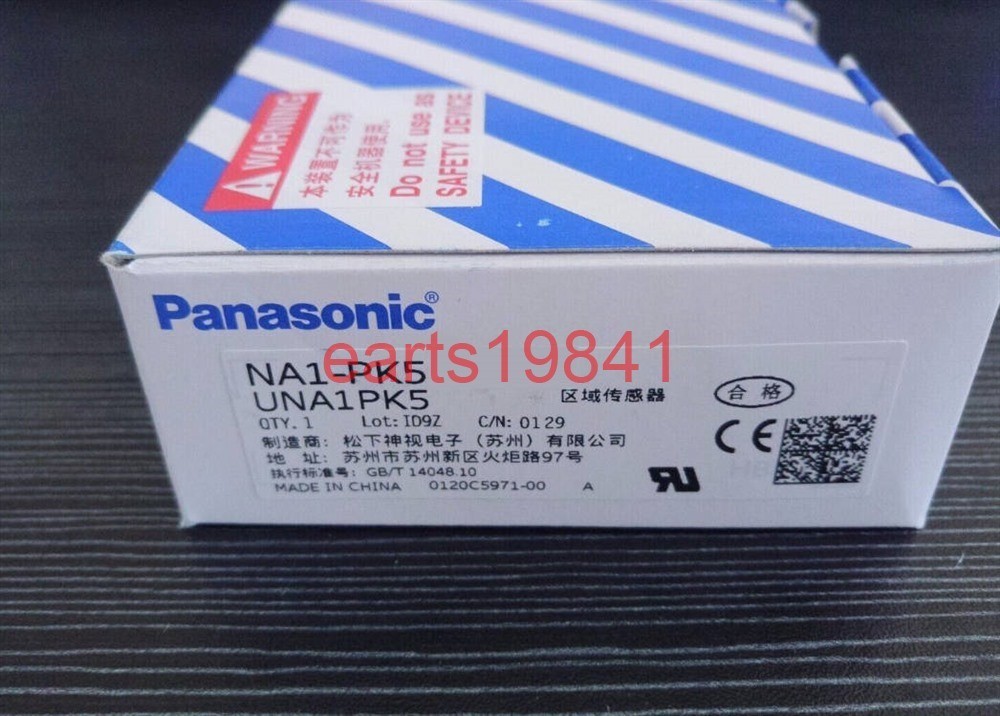 WARNING
本装置不可作为
安全机器使用。
Do not use as
SAFETY DEVICE
Panasonic®
earts19841
NA1-PK5
UNA1PK5
区域传感器
合格
QTY. 1 Lot: ID9Z C/N: 0129
制造商: 松下神视电子 (苏州) 有限公司
地 址: 苏州市苏州新区火炬路97号
执行标准号: GB/T 14048.10
MADE IN CHINA 0120C5971-00 A
CE
RU